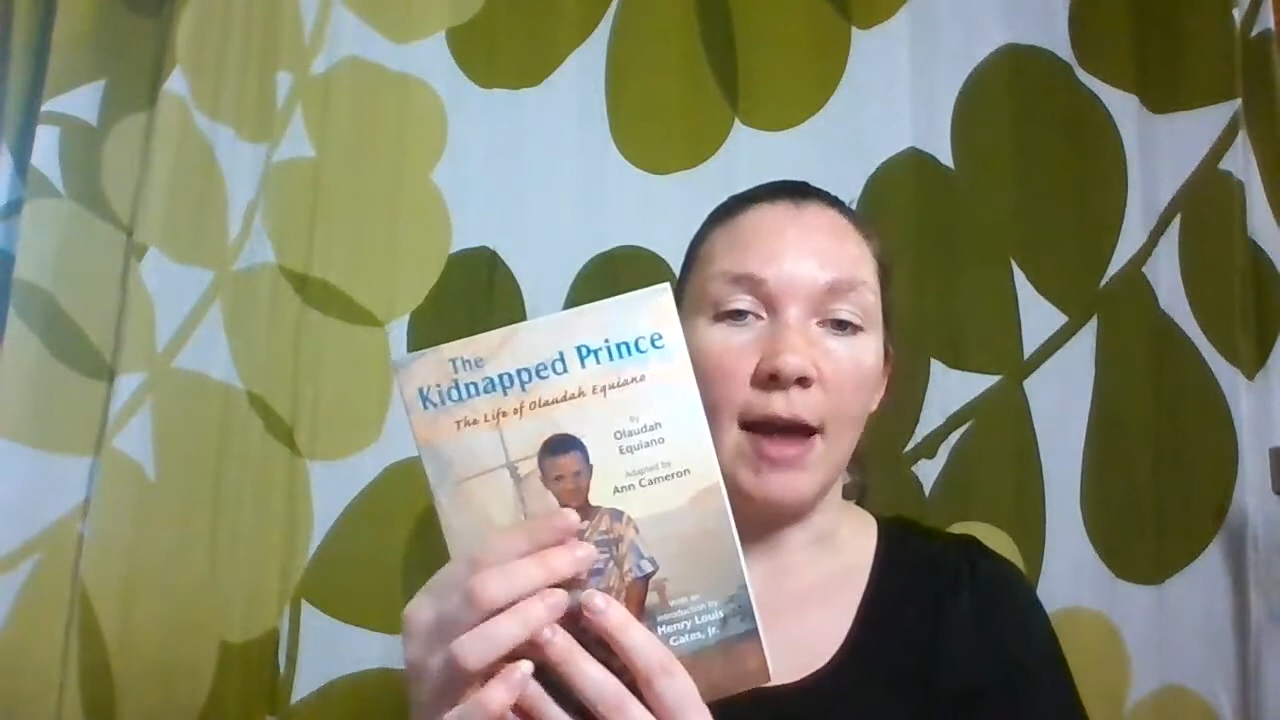 The
Kidnapped Prince
The Life of Olaudah Equiano
By
Olaudah
Equiano
Adapted by
Ann Cameron
With an
introduction by
Henry Louis
Gates, jr.